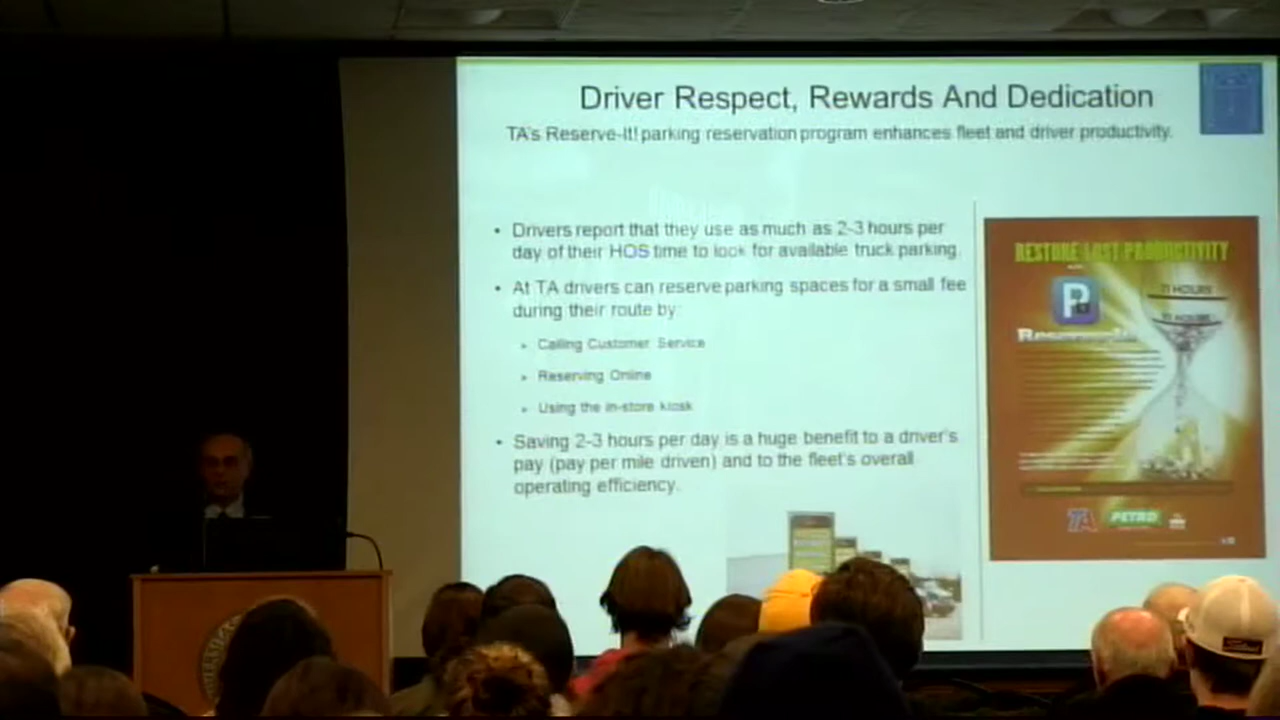 Driver Respect, Rewards And Dedication
TA's Reserve-It! parking reservation program enhances fleet and driver productivity.
• Drivers report that they use as much as 2-3 hours per
day of their HOS time to look for available truck parking.
• At TA drivers can reserve parking spaces for a small fee
during their route by:
Calling Customer Service
Reserving Online
Using the in-store kiosk
• Saving 2-3 hours per day is a huge benefit to a driver's
pay (pay per mile driven) and to the fleet's overall
operating efficiency.
RESTORE LOST PRODUCTIVITY
P
11 HOURS
TA PETRO